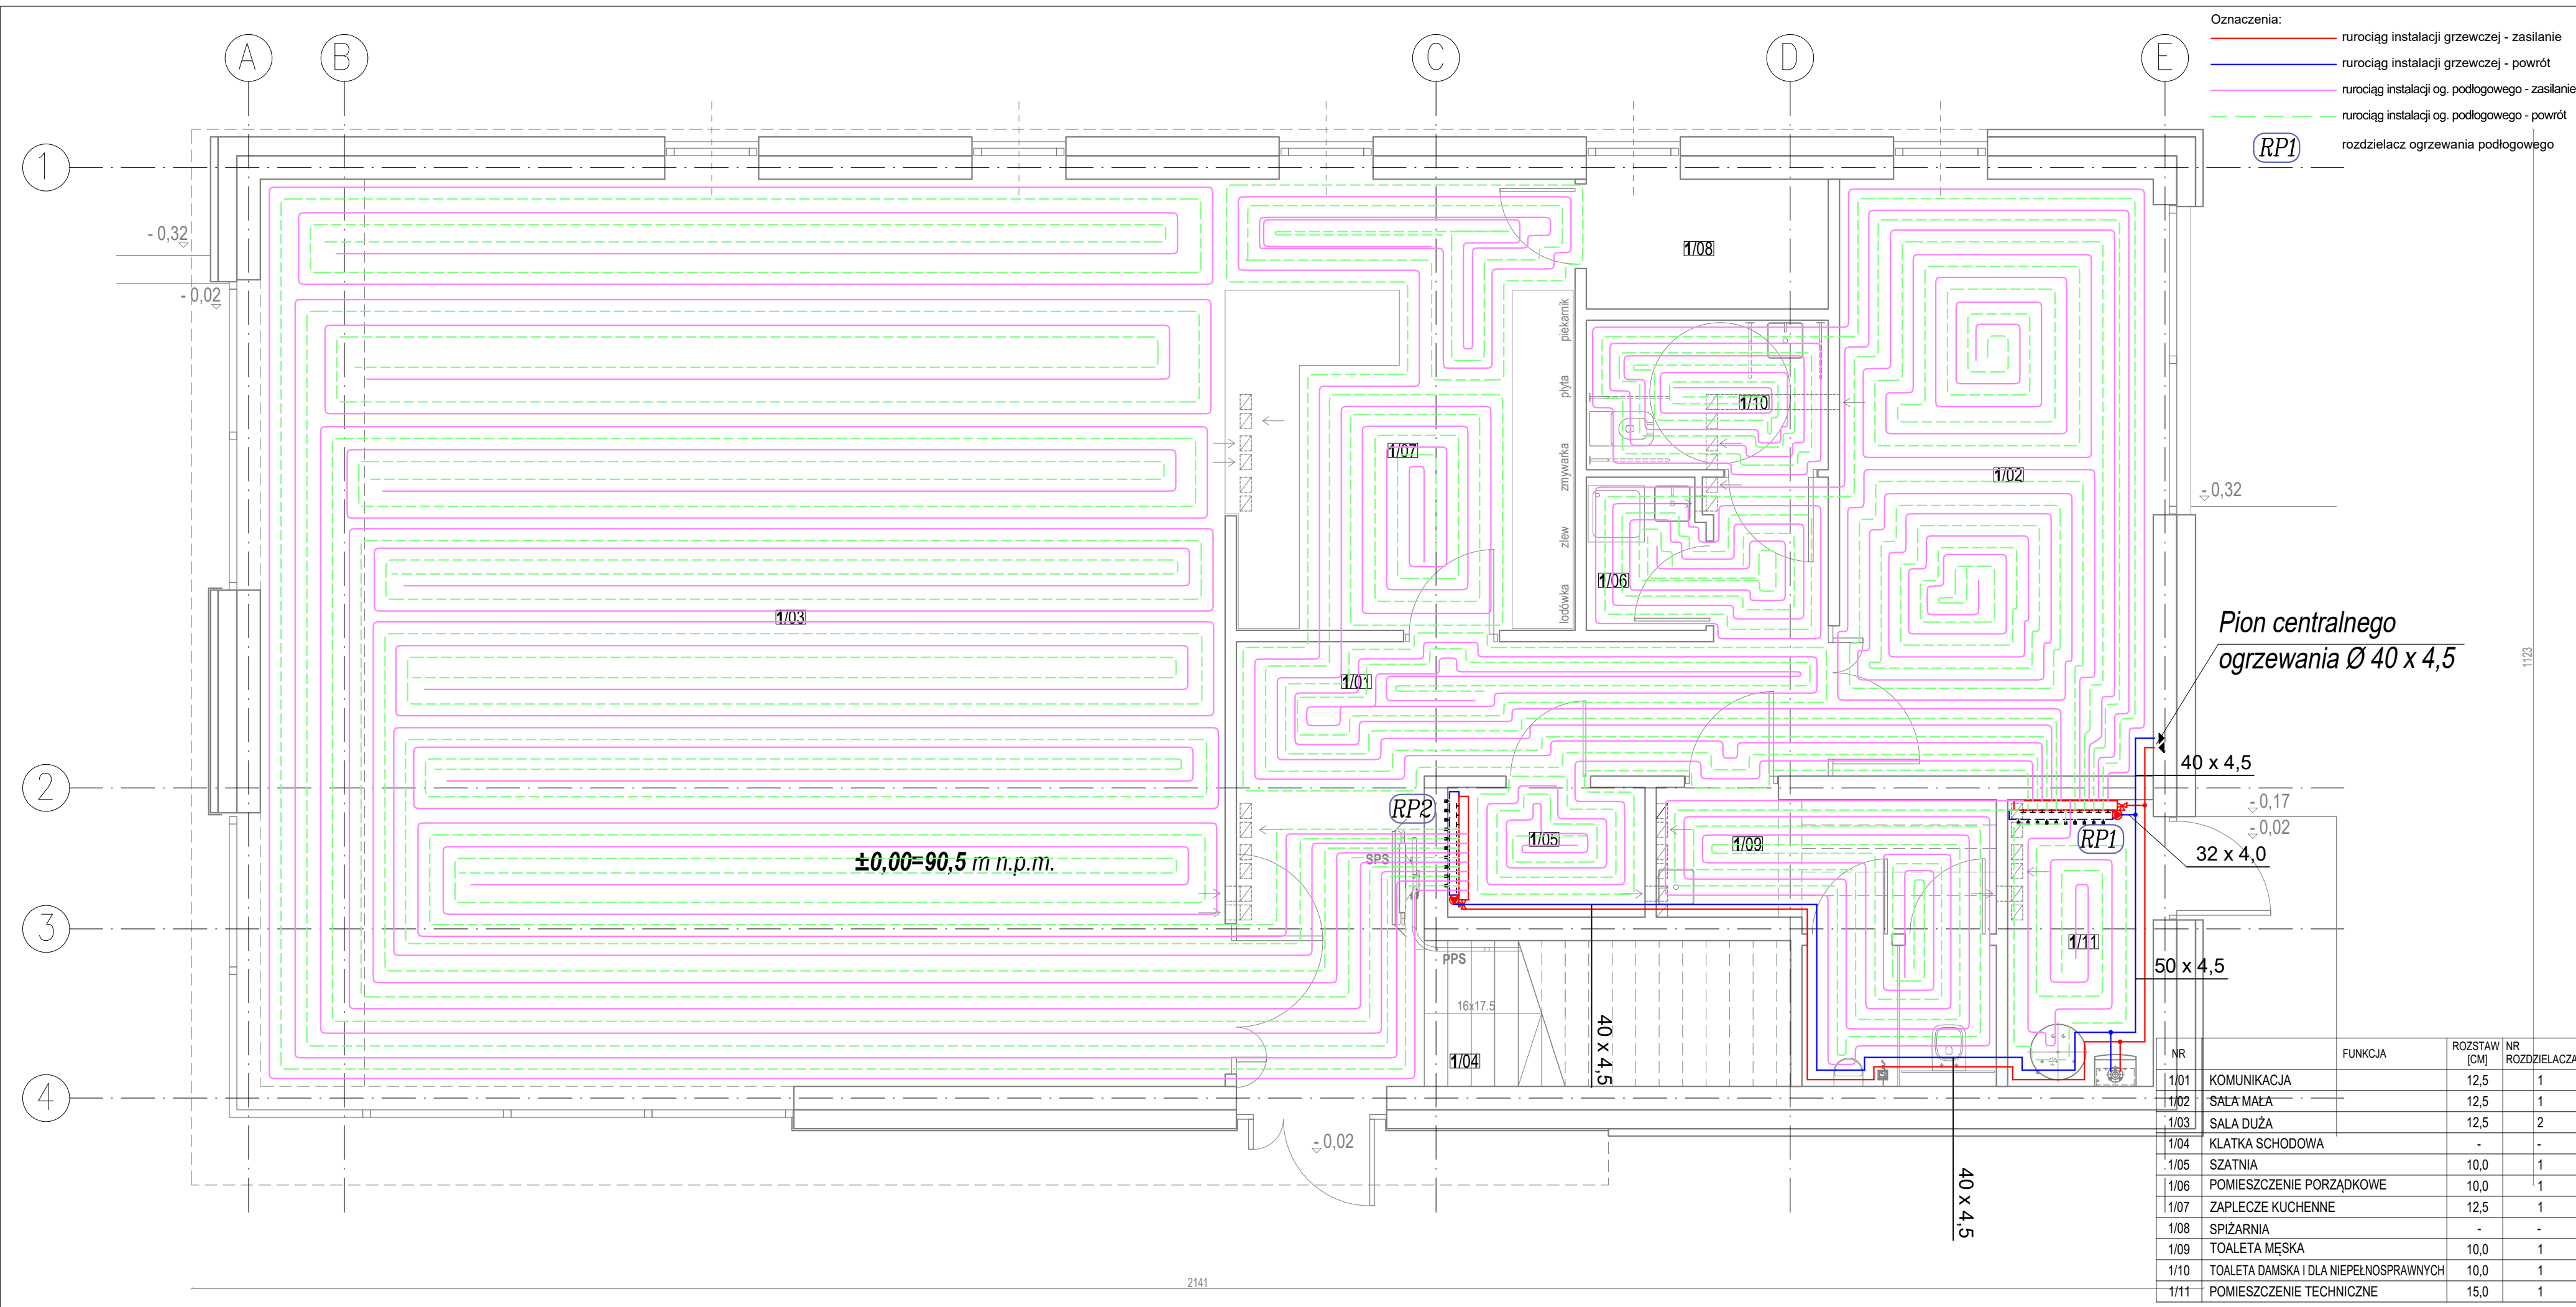 Oznaczenia:
rurociąg instalacji grzewczej - zasilanie
rurociąg instalacji grzewczej - powrót
rurociąg instalacji og. podłogowego - zasilanie
rurociąg instalacji og. podłogowego - powrót
RP1 rozdzielacz ogrzewania podłogowego
A B C D E
1
2
3
4
- 0,32
- 0,02
1/08
piekarnik
płyta
zmywarka
zlew
lodówka
1/10
1/07
1/02
- 0,32
1/06
1/03
1/01
Pion centralnego
ogrzewania Ø 40 x 4,5
1123
40 x 4,5
- 0,17
- 0,02
RP2
RP1
32 x 4,0
1/05
1/09
SPS
±0,00=90,5 m n.p.m.
1/11
PPS
50 x 4,5
16x17.5
40 x 4,5
1/04
- 0,02
40 x 4,5
2141
NR FUNKCJA ROZSTAW [CM] NR ROZDZIELACZA
1/01 KOMUNIKACJA 12,5 1
1/02 SALA MAŁA 12,5 1
1/03 SALA DUŻA 12,5 2
1/04 KLATKA SCHODOWA - -
1/05 SZATNIA 10,0 1
1/06 POMIESZCZENIE PORZĄDKOWE 10,0 1
1/07 ZAPLECZE KUCHENNE 12,5 1
1/08 SPIŻARNIA - -
1/09 TOALETA MĘSKA 10,0 1
1/10 TOALETA DAMSKA I DLA NIEPEŁNOSPRAWNYCH 10,0 1
1/11 POMIESZCZENIE TECHNICZNE 15,0 1